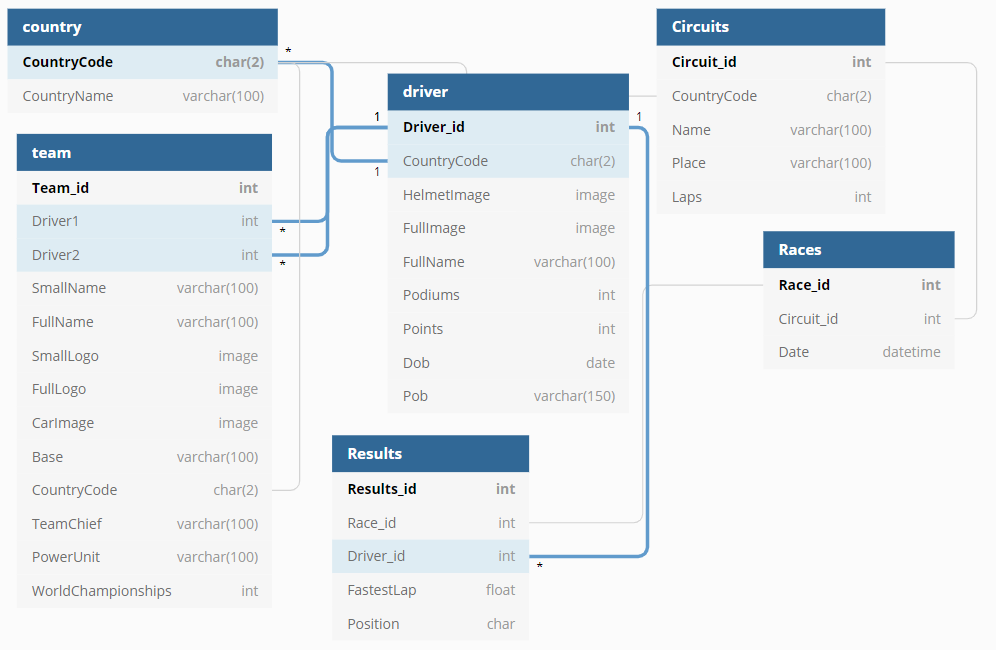 country
CountryCode char(2)
CountryName varchar(100)
*
team
Team_id int
Driver1 int
*
Driver2 int
*
SmallName varchar(100)
FullName varchar(100)
SmallLogo image
FullLogo image
CarImage image
Base varchar(100)
CountryCode char(2)
TeamChief varchar(100)
PowerUnit varchar(100)
WorldChampionships int
driver
1
Driver_id int
1
CountryCode char(2)
1
HelmetImage image
FullImage image
FullName varchar(100)
Podiums int
Points int
Dob date
Pob varchar(150)
Results
Results_id int
Race_id int
Driver_id int
*
FastestLap float
Position char
Circuits
Circuit_id int
CountryCode char(2)
Name varchar(100)
Place varchar(100)
Laps int
Races
Race_id int
Circuit_id int
Date datetime